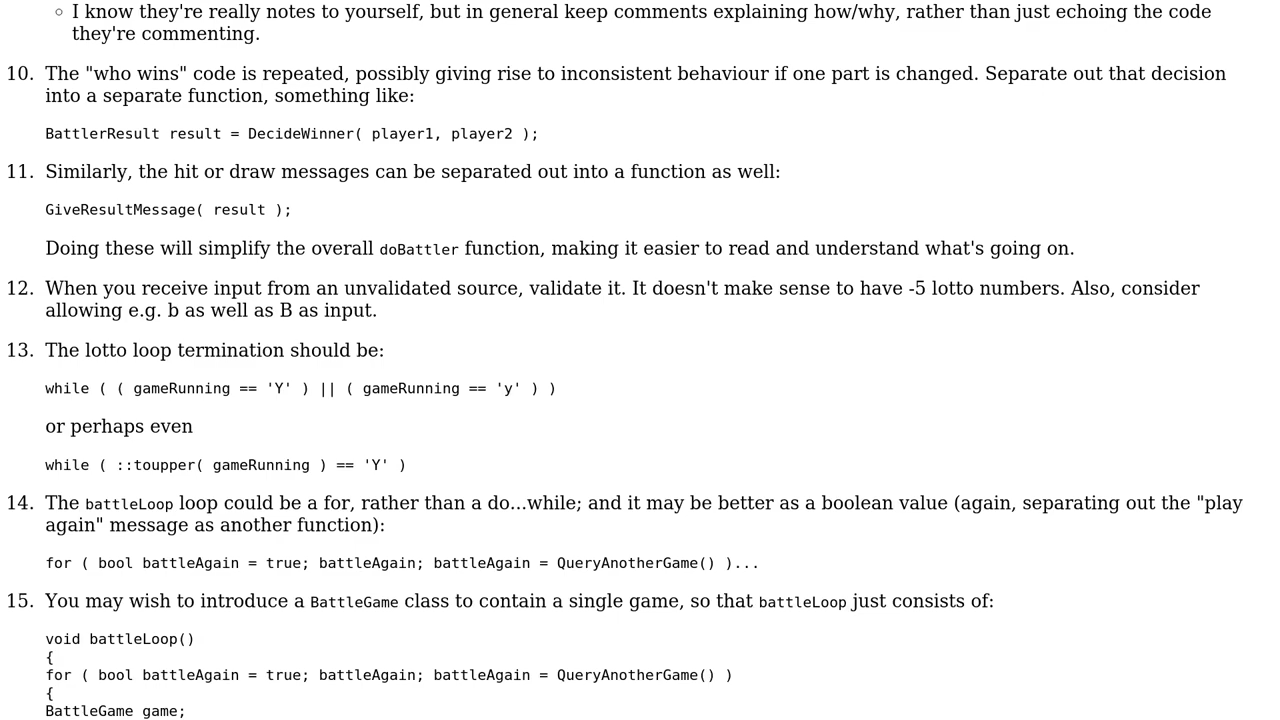 ◦ I know they're really notes to yourself, but in general keep comments explaining how/why, rather than just echoing the code
they're commenting.
10. The "who wins" code is repeated, possibly giving rise to inconsistent behaviour if one part is changed. Separate out that decision
into a separate function, something like:
BattlerResult result = DecideWinner( player1, player2 );
11. Similarly, the hit or draw messages can be separated out into a function as well:
GiveResultMessage( result );
Doing these will simplify the overall doBattler function, making it easier to read and understand what's going on.
12. When you receive input from an unvalidated source, validate it. It doesn't make sense to have -5 lotto numbers. Also, consider
allowing e.g. b as well as B as input.
13. The lotto loop termination should be:
while ( ( gameRunning == 'Y' ) || ( gameRunning == 'y' ) )
or perhaps even
while ( ::toupper( gameRunning ) == 'Y' )
14. The battleLoop loop could be a for, rather than a do...while; and it may be better as a boolean value (again, separating out the "play
again" message as another function):
for ( bool battleAgain = true; battleAgain; battleAgain = QueryAnotherGame() )...
15. You may wish to introduce a BattleGame class to contain a single game, so that battleLoop just consists of:
void battleLoop()
{
for ( bool battleAgain = true; battleAgain; battleAgain = QueryAnotherGame() )
{
BattleGame game;